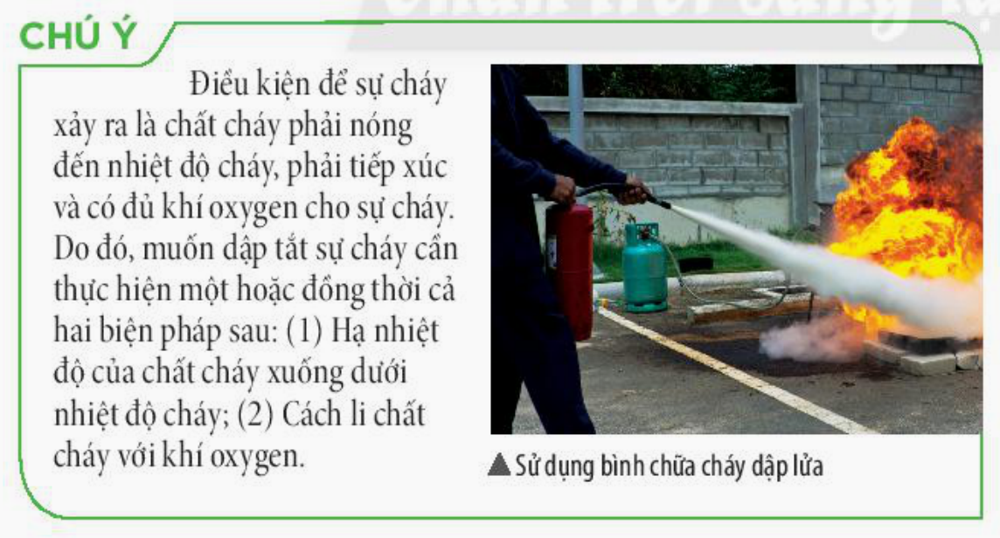 CHÚ Ý
Điều kiện để sự cháy
xảy ra là chất cháy phải nóng
đến nhiệt độ cháy, phải tiếp xúc
và có đủ khí oxygen cho sự cháy.
Do đó, muốn dập tắt sự cháy cần
thực hiện một hoặc đồng thời cả
hai biện pháp sau: (1) Hạ nhiệt
độ của chất cháy xuống dưới
nhiệt độ cháy; (2) Cách li chất
cháy với khí oxygen.
▲ Sử dụng bình chữa cháy dập lửa